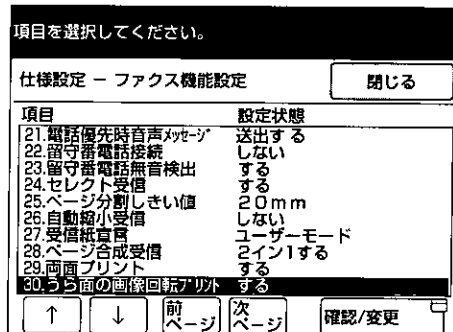 項目を選択してください。
仕様設定 － ファクス機能設定 閉じる
項目 設定状態
21.電話優先時音声ﾒｯｾｰｼﾞ 送出する
22.留守番電話接続 しない
23.留守番電話無音検出 する
24.セレクト受信 する
25.ページ分割しきい値 20mm
26.自動縮小受信 しない
27.受信紙宣言 ユーザーモード
28.ページ合成受信 2イン1する
29.両面プリント する
30.うら面の画像回転ﾌﾟﾘﾝﾄ する
↑ ↓ 前ページ 次ページ 確認/変更